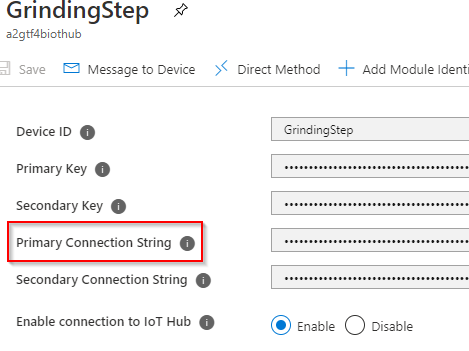 GrindingStep
a2gtf4biothub
Save Message to Device Direct Method Add Module Identi
Device ID GrindingStep
Primary Key ••••••••••••••••••••••••••••••••
Secondary Key ••••••••••••••••••••••••••••••••
Primary Connection String ••••••••••••••••••••••••••••••••
Secondary Connection String ••••••••••••••••••••••••••••••••
Enable connection to IoT Hub Enable Disable